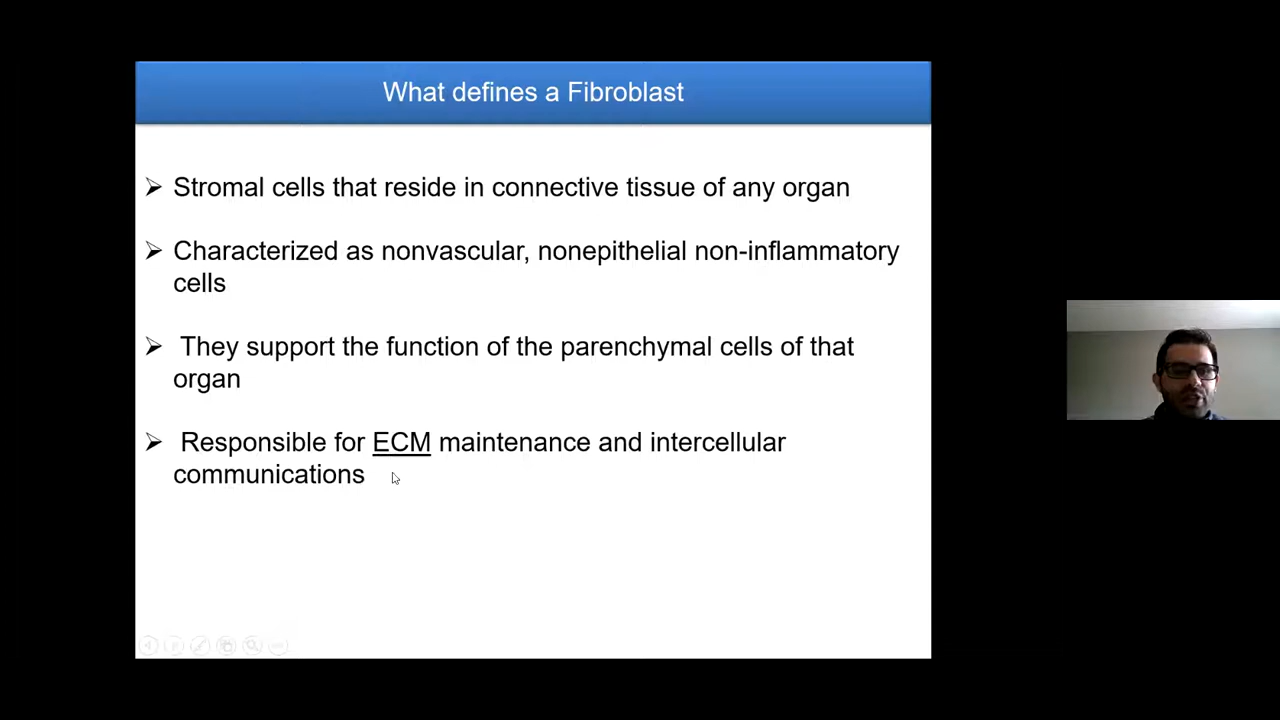 What defines a Fibroblast
➢ Stromal cells that reside in connective tissue of any organ
➢ Characterized as nonvascular, nonepithelial non-inflammatory
cells
➢ They support the function of the parenchymal cells of that
organ
➢ Responsible for ECM maintenance and intercellular
communications